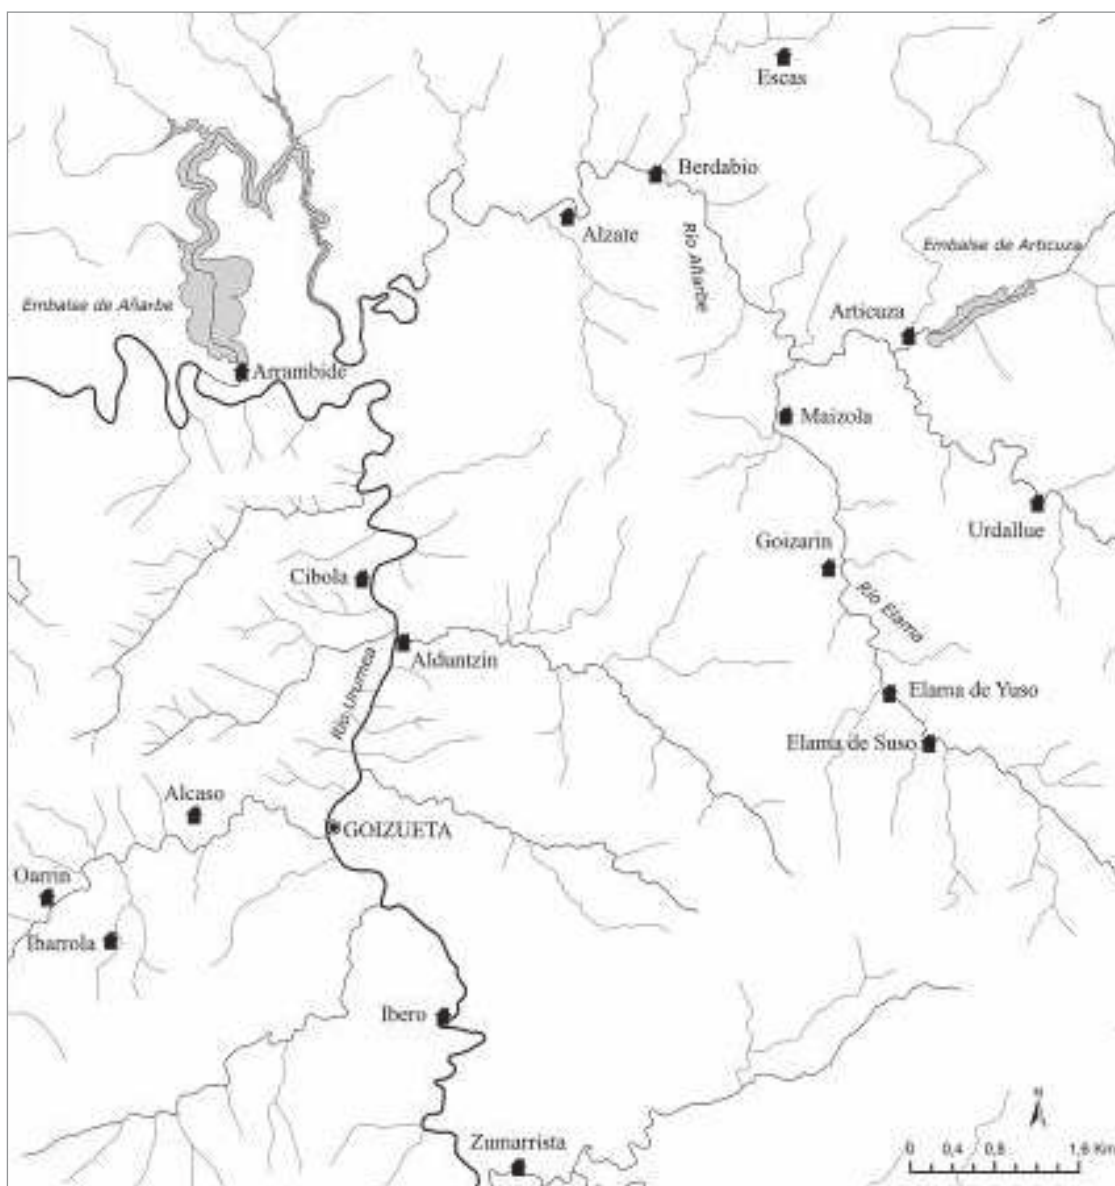 Escas
Berdabio
Alzate
Río Añarbe
Embalse de Articuza
Embalse de Añarbe
Articuza
Arrambide
Maizola
Urdallue
Goizarin
Cibola
Río Elama
Alduntzin
Río Urumea
Elama de Yuso
Elama de Suso
Alcaso
GOIZUETA
Oarrin
Ibarrola
Ibero
N
Zumarrista
0 0,4 0,8 1,6 Km